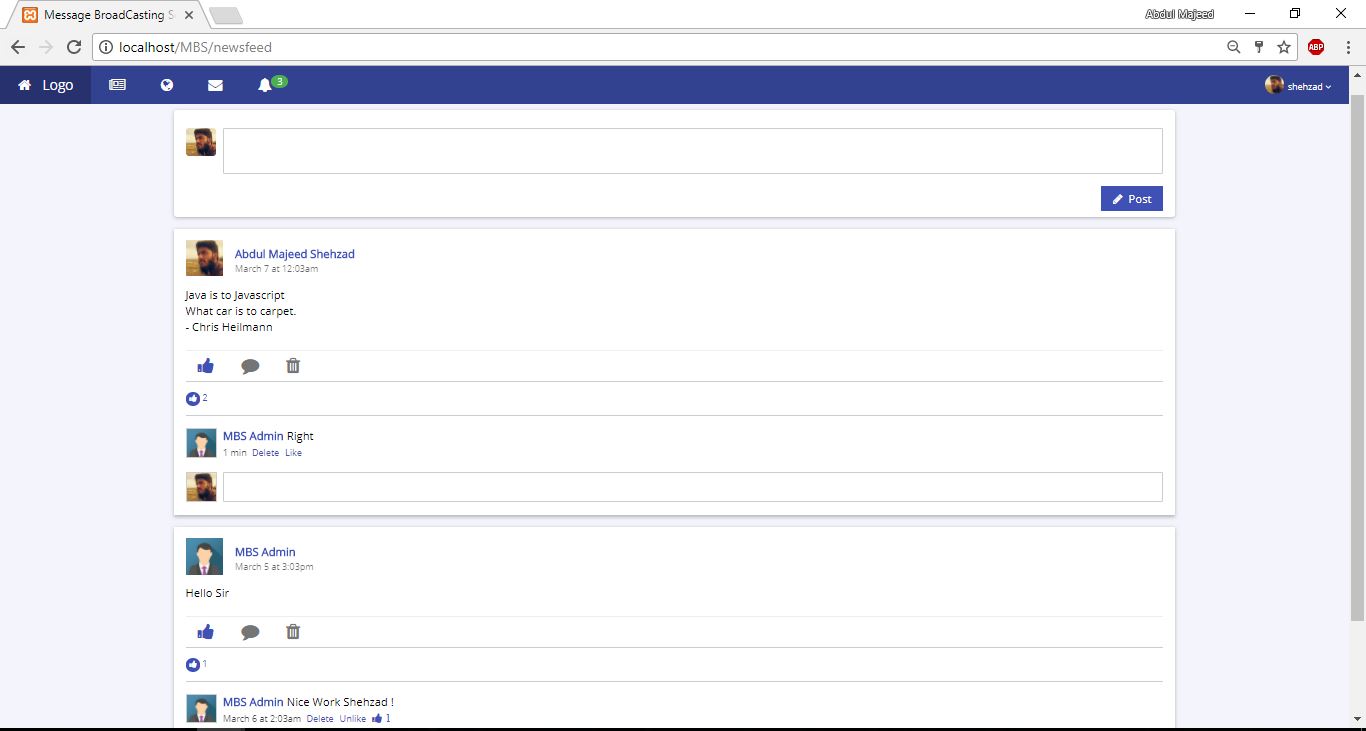 Message BroadCasting S
Abdul Majeed
localhost/MBS/newsfeed
ABP
Logo
3
shehzad
Post
Abdul Majeed Shehzad
March 7 at 12:03am
Java is to Javascript
What car is to carpet.
- Chris Heilmann
2
MBS Admin Right
1 min Delete Like
MBS Admin
March 5 at 3:03pm
Hello Sir
1
MBS Admin Nice Work Shehzad !
March 6 at 2:03am Delete Unlike 1